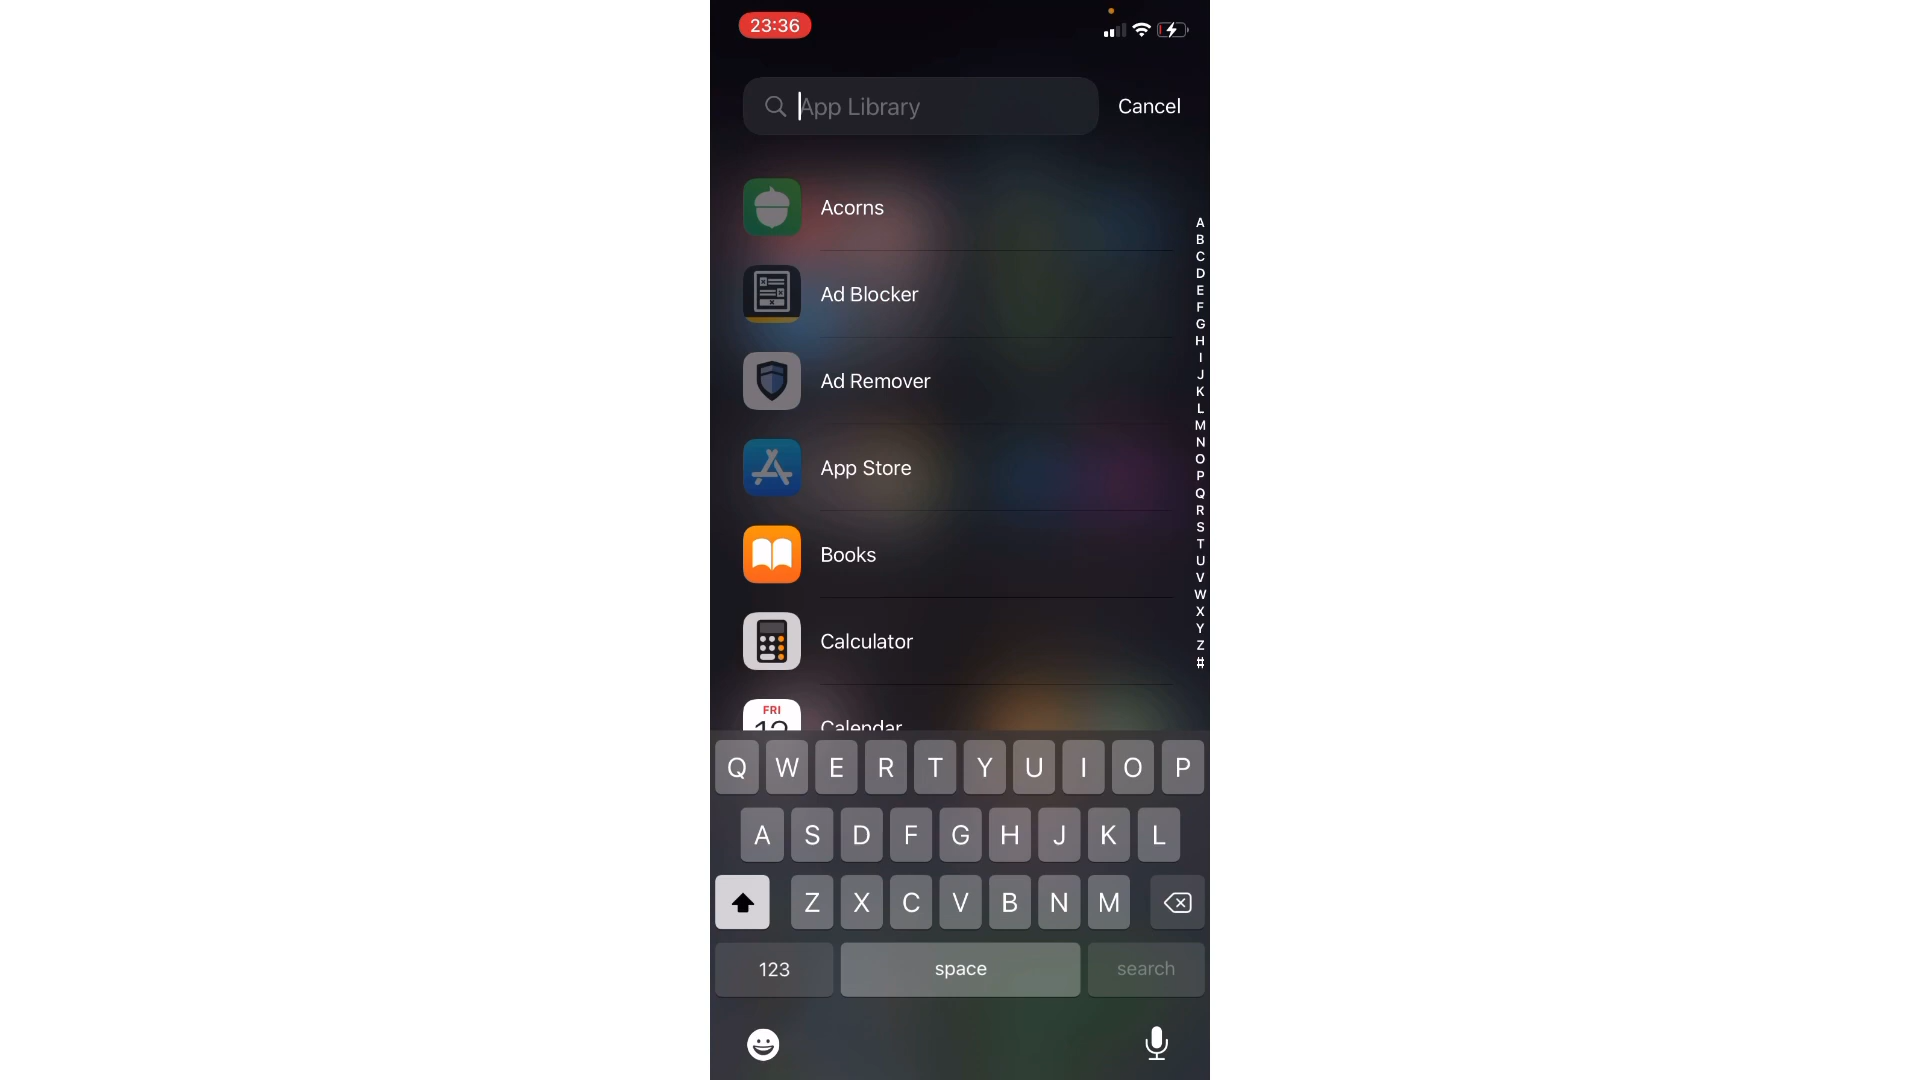 23:36
App Library
Cancel
Acorns
Ad Blocker
Ad Remover
App Store
Books
Calculator
FRI
Calendar
A
B
C
D
E
F
G
H
I
J
K
L
M
N
O
P
Q
R
S
T
U
V
W
X
Y
Z
#
Q W E R T Y U I O P
A S D F G H J K L
Z X C V B N M
123 space search